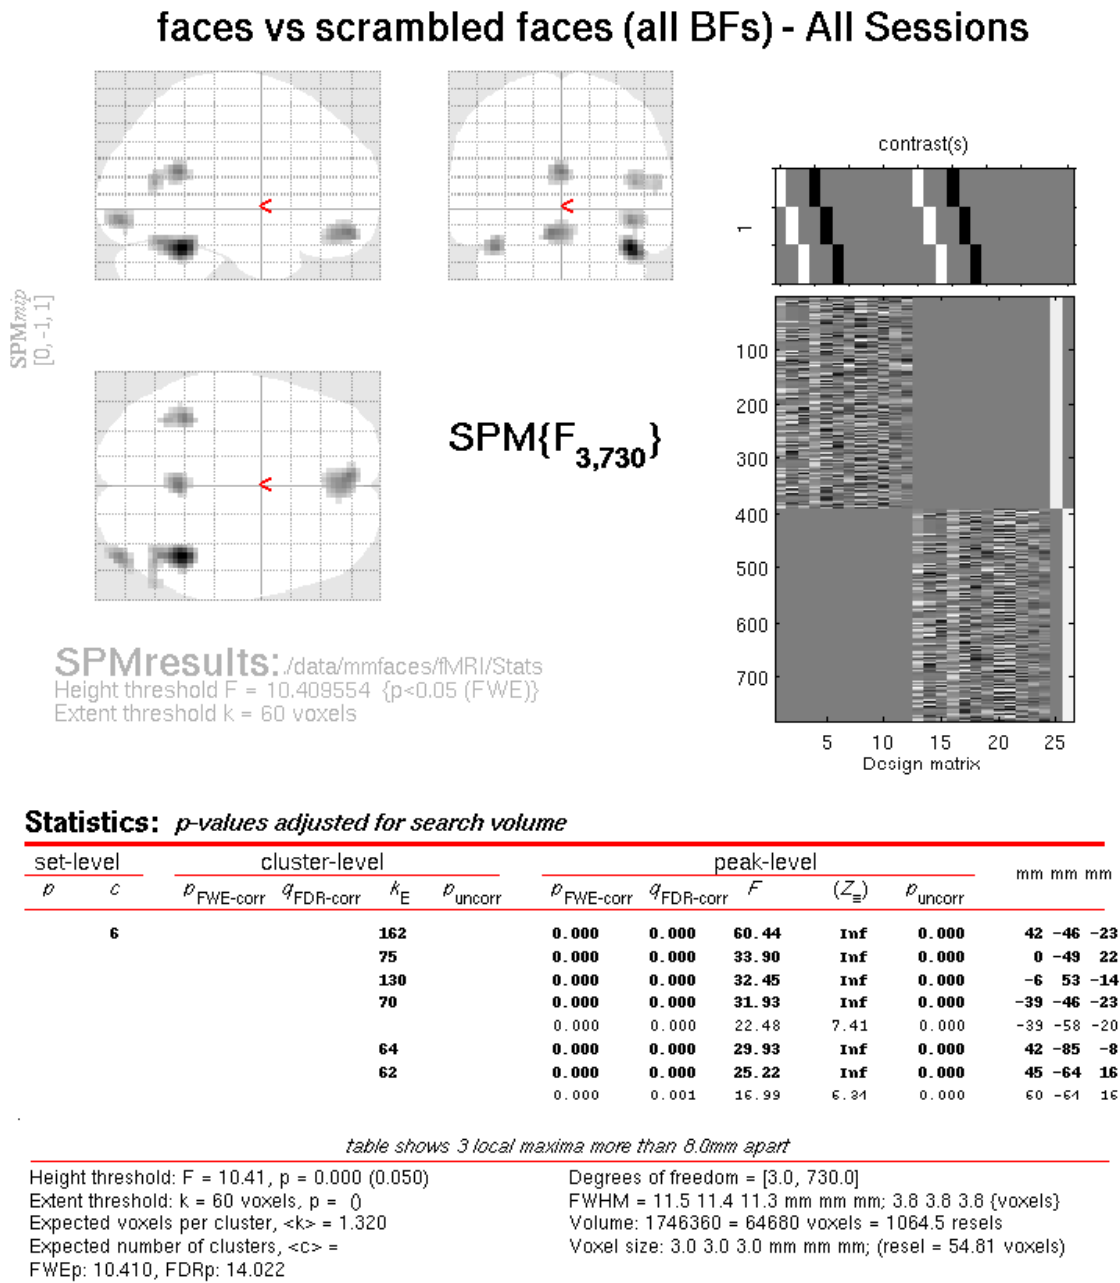 faces vs scrambled faces (all BFs) - All Sessions
SPMmip
[0, -1, 1]
<
<
<
SPM{F3,730}
contrast(s)
1
100
200
300
400
500
600
700
5 10 15 20 25
Design matrix
SPMresults: ./data/mmfaces/fMRI/Stats
Height threshold F = 10.409554 {p<0.05 (FWE)}
Extent threshold k = 60 voxels
Statistics: p-values adjusted for search volume
set-level cluster-level peak-level mm mm mm
p c pFWE-corr qFDR-corr kE puncorr pFWE-corr qFDR-corr F (Z≡) puncorr
6 162 0.000 0.000 60.44 Inf 0.000 42 -46 -23
75 0.000 0.000 33.90 Inf 0.000 0 -49 22
130 0.000 0.000 32.45 Inf 0.000 -6 53 -14
70 0.000 0.000 31.93 Inf 0.000 -39 -46 -23
0.000 0.000 22.48 7.41 0.000 -39 -58 -20
64 0.000 0.000 29.93 Inf 0.000 42 -85 -8
62 0.000 0.000 25.22 Inf 0.000 45 -64 16
0.000 0.001 16.99 6.34 0.000 60 -64 16
table shows 3 local maxima more than 8.0mm apart
Height threshold: F = 10.41, p = 0.000 (0.050)
Extent threshold: k = 60 voxels, p = ()
Expected voxels per cluster, <k> = 1.320
Expected number of clusters, <c> =
FWEp: 10.410, FDRp: 14.022
Degrees of freedom = [3.0, 730.0]
FWHM = 11.5 11.4 11.3 mm mm mm; 3.8 3.8 3.8 {voxels}
Volume: 1746360 = 64680 voxels = 1064.5 resels
Voxel size: 3.0 3.0 3.0 mm mm mm; (resel = 54.81 voxels)